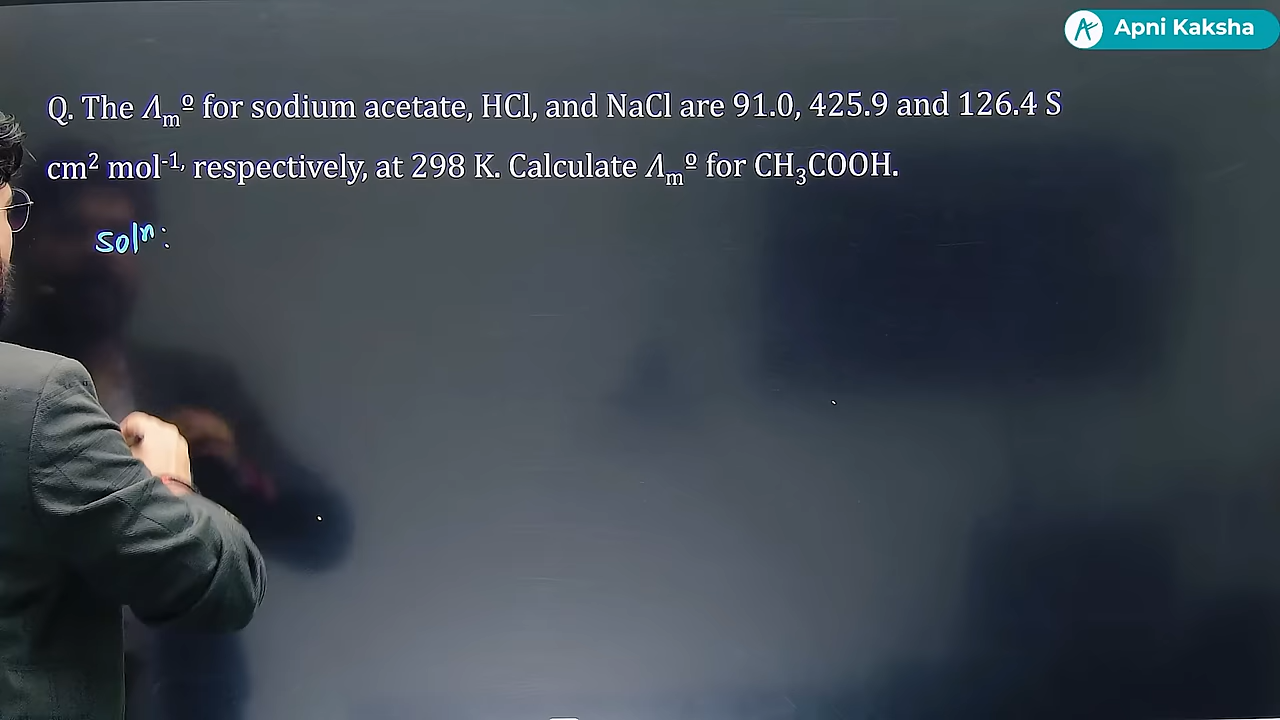 Apni Kaksha
Q. The Λₘº for sodium acetate, HCl, and NaCl are 91.0, 425.9 and 126.4 S
cm² mol⁻¹, respectively, at 298 K. Calculate Λₘº for CH₃COOH.
Solⁿ: